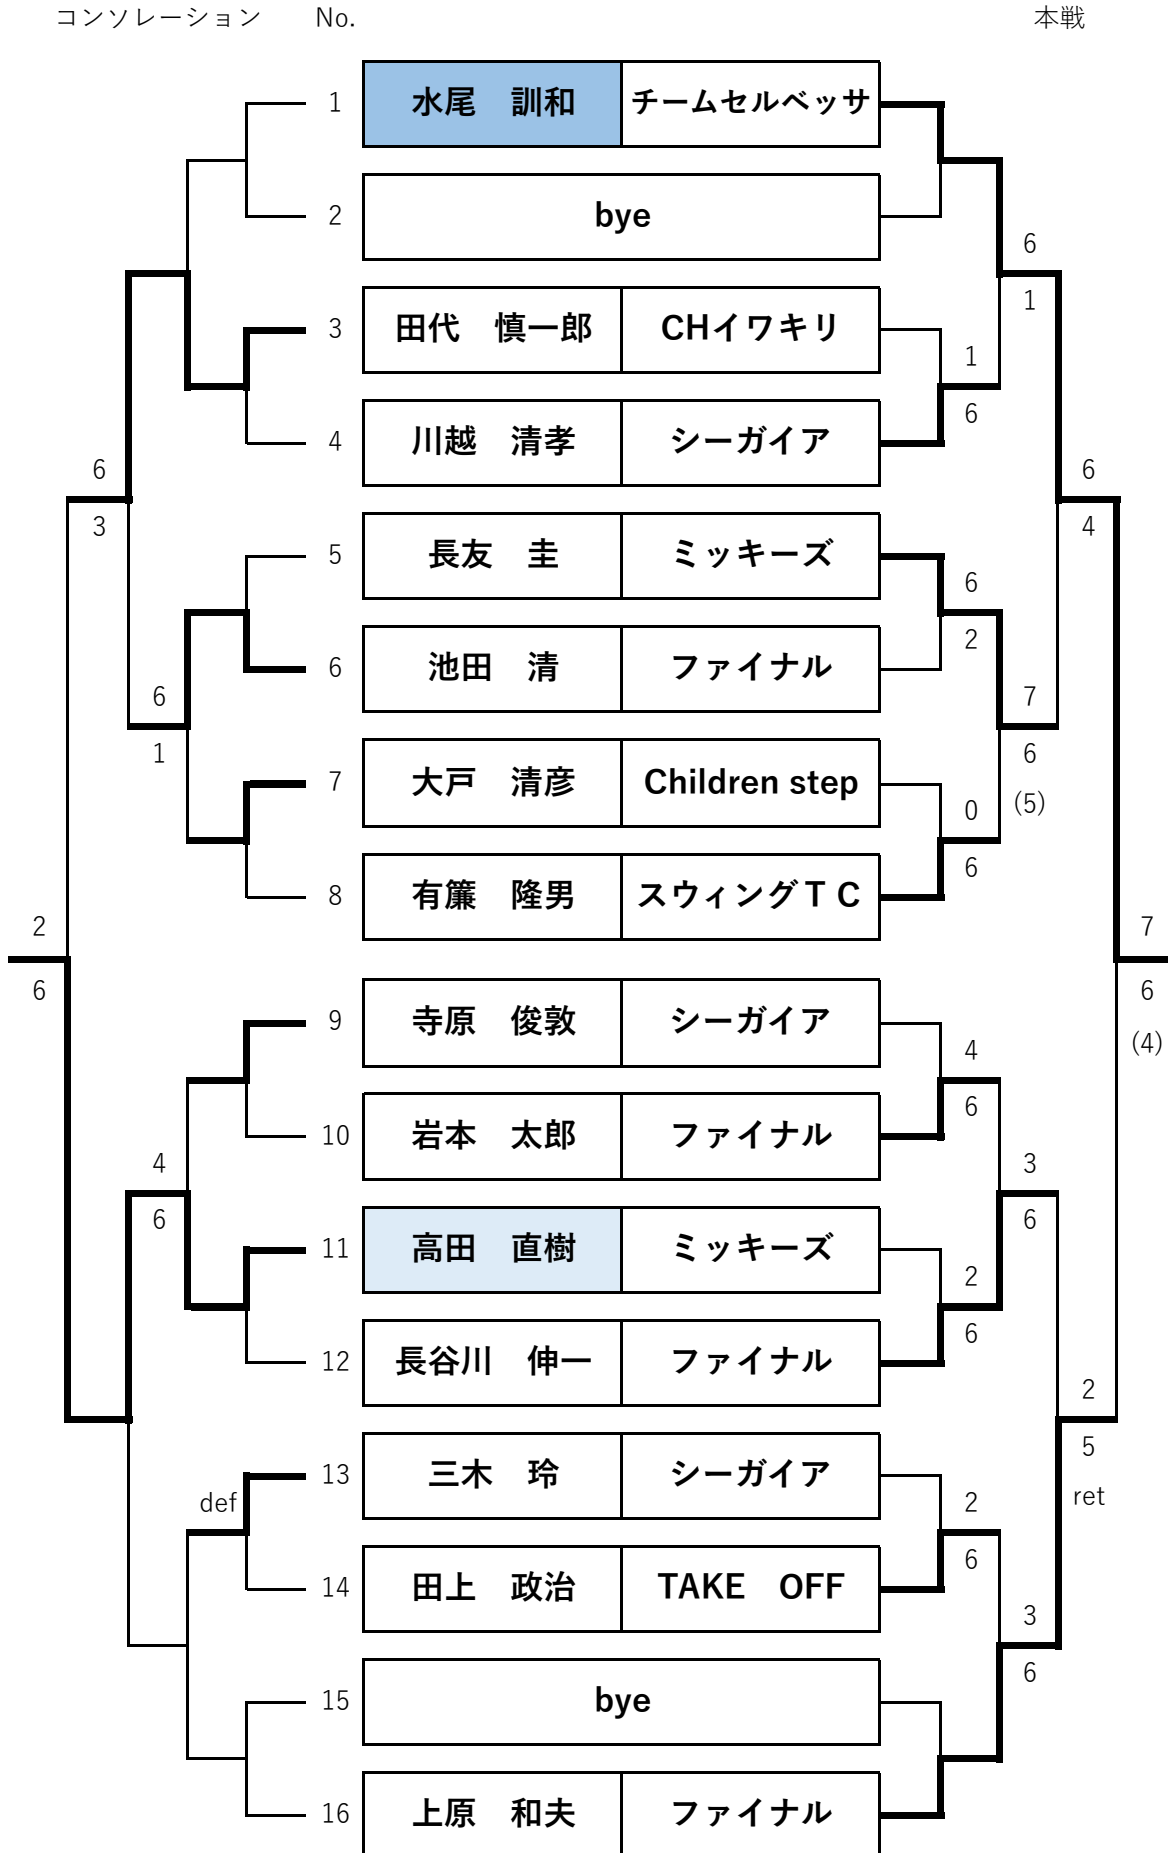 コンソレーション No. 本戦
1 水尾 訓和 チームセルベッサ
2 bye
6
1
3 田代 慎一郎 CHイワキリ
1
6
4 川越 清孝 シーガイア
6 6
3 4
5 長友 圭 ミッキーズ
6
2
6 池田 清 ファイナル
6 7
1 6
(5)
7 大戸 清彦 Children step
0
6
8 有簾 隆男 スウィングＴＣ
2 7
6 6
(4)
9 寺原 俊敦 シーガイア
4
6
10 岩本 太郎 ファイナル
4 3
6 6
11 高田 直樹 ミッキーズ
2
6
12 長谷川 伸一 ファイナル
2
5
ret
13 三木 玲 シーガイア
def 2
6
14 田上 政治 TAKE OFF
3
6
15 bye
16 上原 和夫 ファイナル